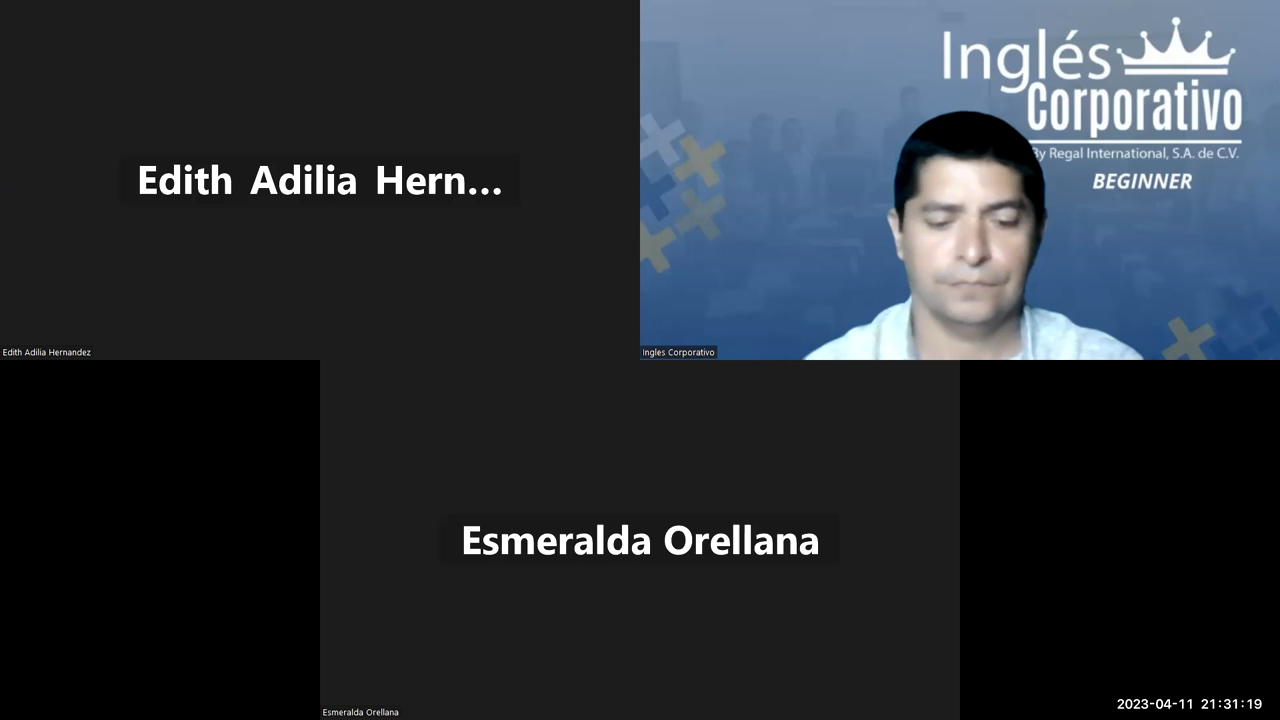 Edith Adilia Hern...
Edith Adilia Hernandez
Inglés
Corporativo
By Regal International, S.A. de C.V.
BEGINNER
Ingles Corporativo
Esmeralda Orellana
Esmeralda Orellana
2023-04-11 21:31:19